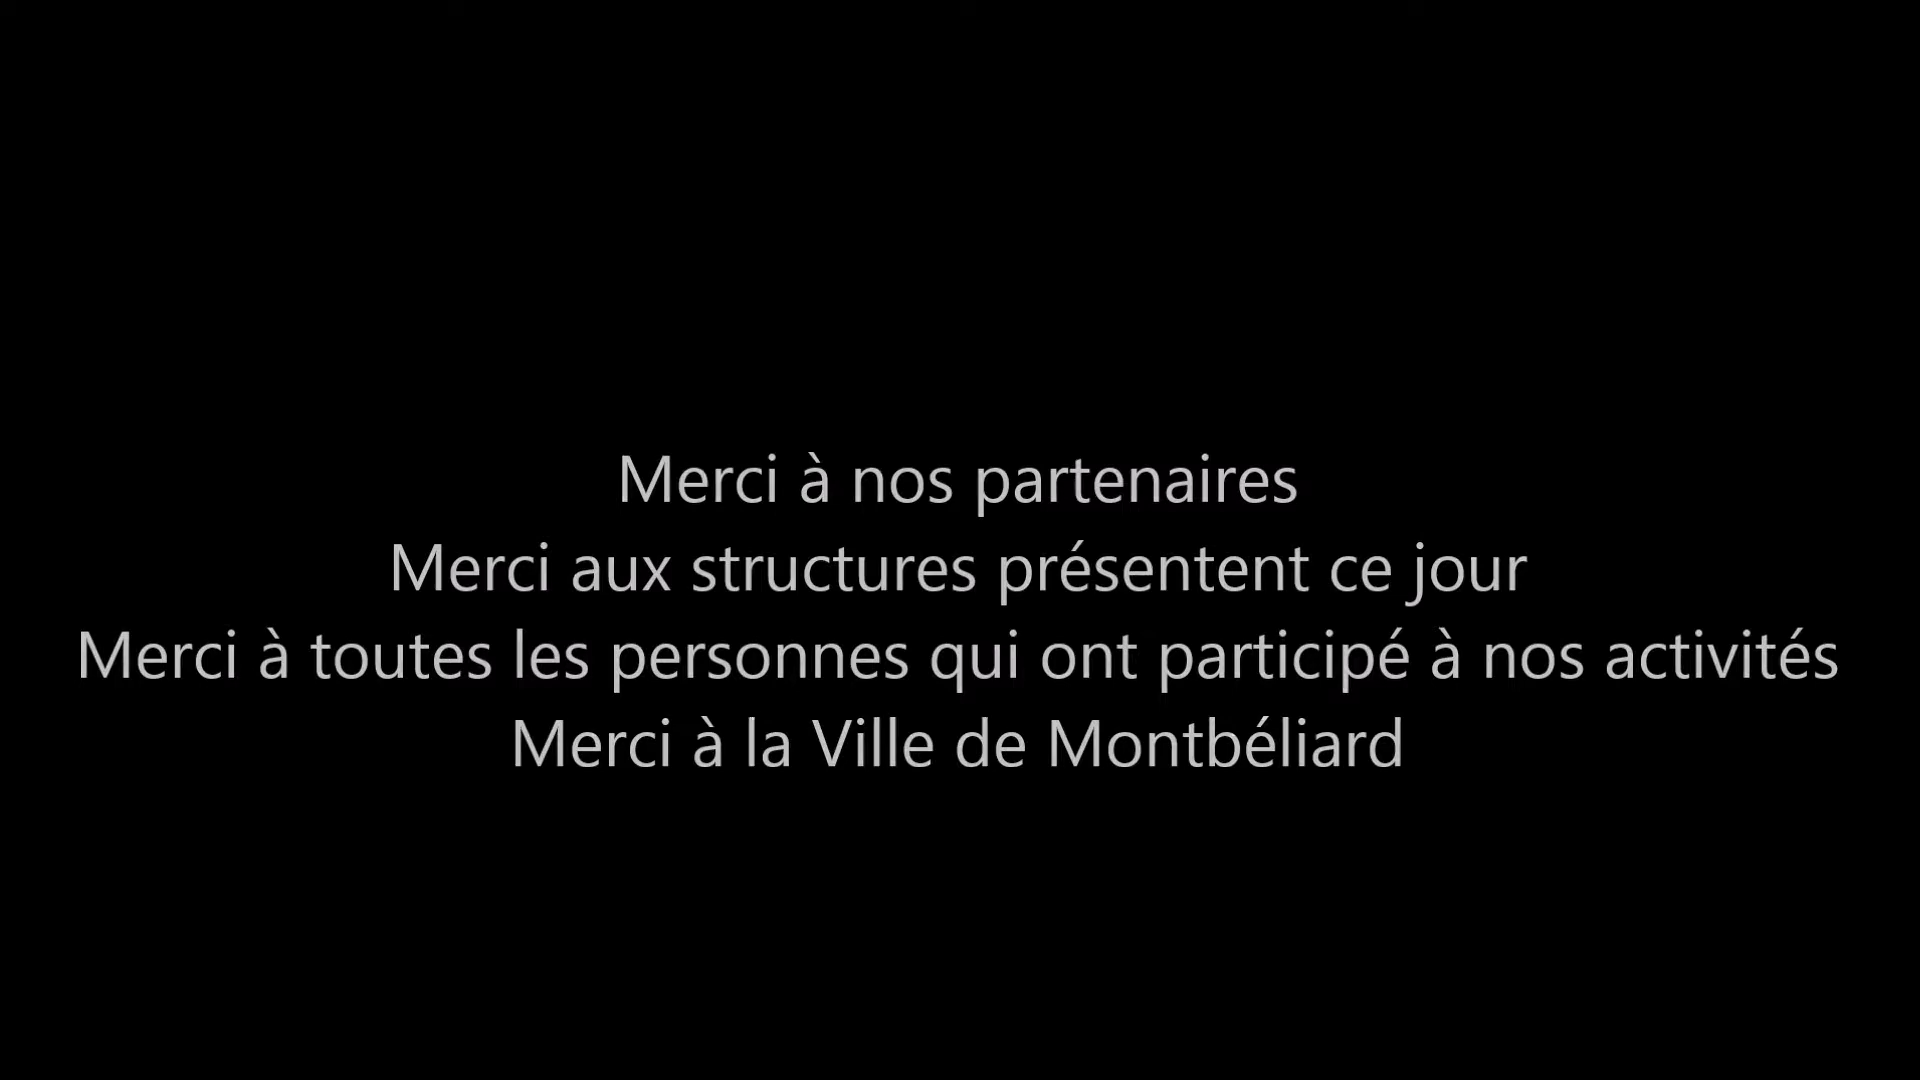 Merci à nos partenaires
Merci aux structures présentent ce jour
Merci à toutes les personnes qui ont participé à nos activités
Merci à la Ville de Montbéliard